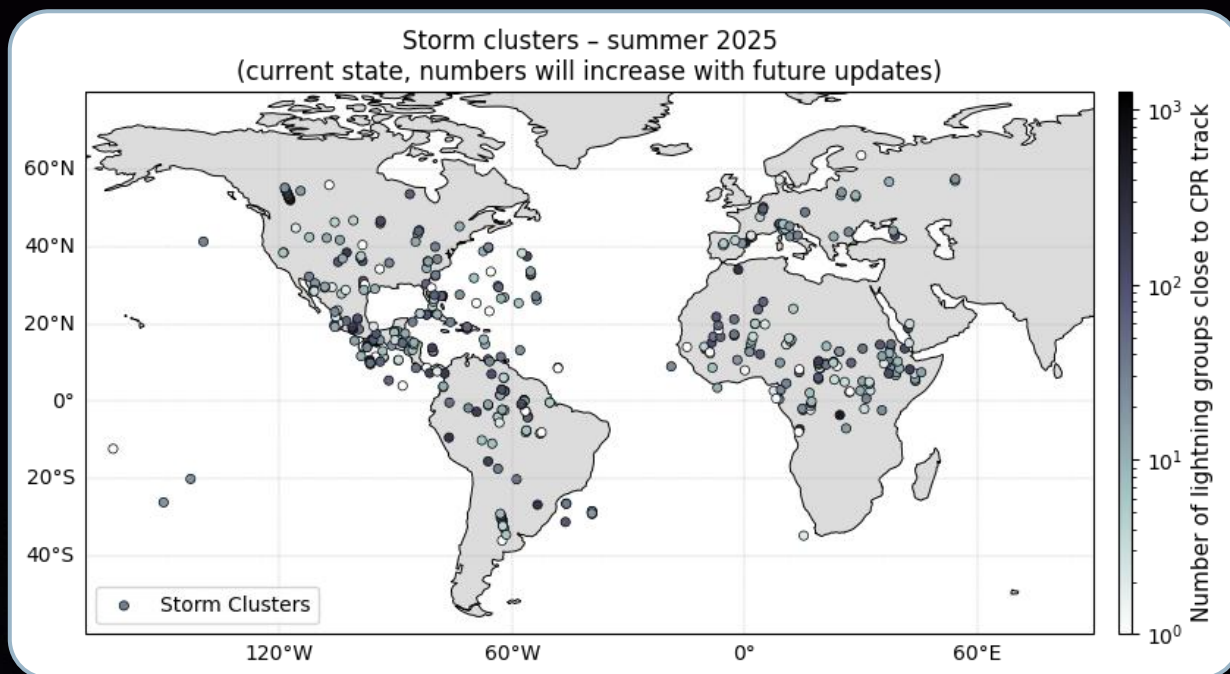 Storm clusters – summer 2025
(current state, numbers will increase with future updates)
60°N
40°N
20°N
0°
20°S
40°S
Storm Clusters
120°W
60°W
0°
60°E
10³
10²
10¹
10⁰
Number of lightning groups close to CPR track